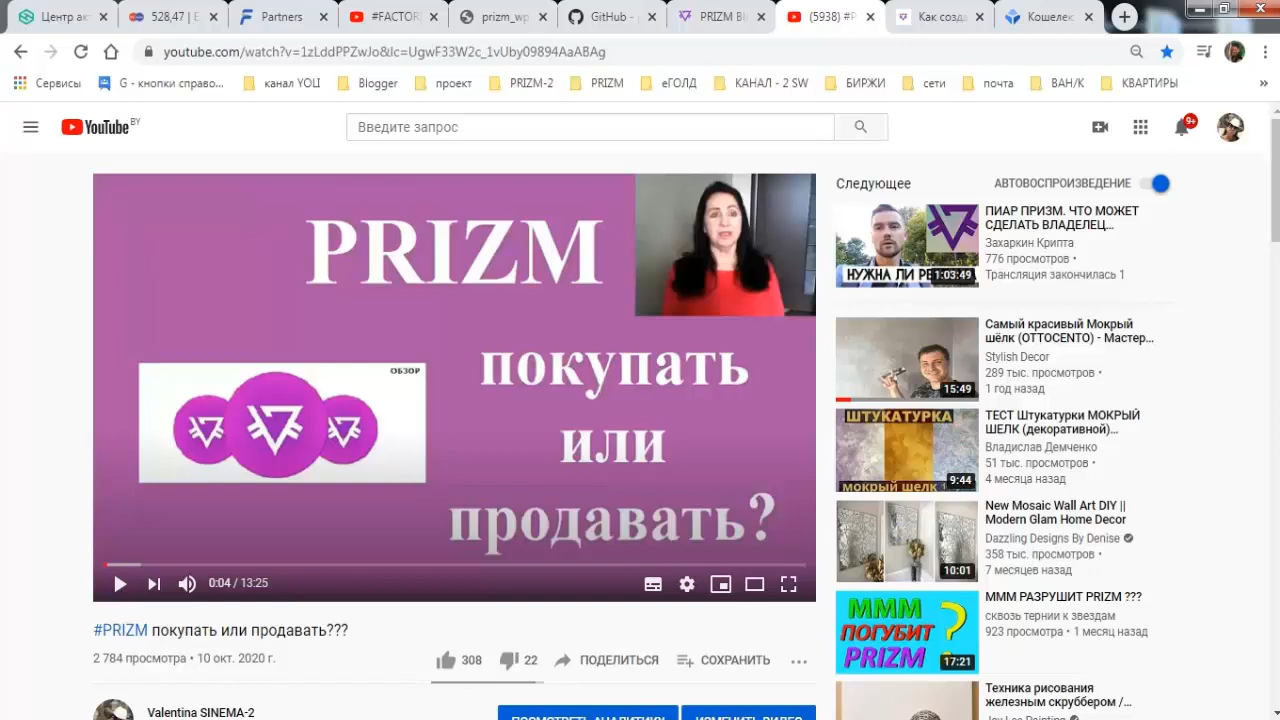 Центр ак
528,47 | E
Partners
#FACTOR
prizm_wp
GitHub -
PRIZM Bl
(5938) #P
Как созда
Кошелек
youtube.com/watch?v=1zLddPPZwJo&lc=UgwF33W2c_1vUby09894AaABAg
Сервисы
G - кнопки справо...
канал YOU
Blogger
проект
PRIZM-2
PRIZM
еГОЛД
КАНАЛ - 2 SW
БИРЖИ
сети
почта
ВАН/К
КВАРТИРЫ
»
YouTube BY
Введите запрос
9+
PRIZM
ОБЗОР
покупать
или
продавать?
0:04 / 13:25
#PRIZM покупать или продавать???
2 784 просмотра • 10 окт. 2020 г.
308
22
ПОДЕЛИТЬСЯ
СОХРАНИТЬ
Valentina SINEMA-2
ПОСМОТРЕТЬ АНАЛИТИКУ
ИЗМЕНИТЬ ВИДЕО
Следующее
АВТОВОСПРОИЗВЕДЕНИЕ
НУЖНА ЛИ РЕ
1:03:49
ПИАР ПРИЗМ. ЧТО МОЖЕТ
СДЕЛАТЬ ВЛАДЕЛЕЦ...
Захаркин Крипта
776 просмотров •
Трансляция закончилась 1
15:49
Самый красивый Мокрый
шёлк (OTTOCENTO) - Мастер...
Stylish Decor
289 тыс. просмотров •
1 год назад
ШТУКАТУРКА
мокрый шелк
9:44
ТЕСТ Штукатурки МОКРЫЙ
ШЕЛК (декоративной)...
Владислав Демченко
51 тыс. просмотров •
4 месяца назад
10:01
New Mosaic Wall Art DIY ||
Modern Glam Home Decor
Dazzling Designs By Denise
358 тыс. просмотров •
7 месяцев назад
МММ
ПОГУБИТ ?
PRIZM
17:21
МММ РАЗРУШИТ PRIZM ???
сквозь тернии к звездам
923 просмотра • 1 месяц назад
Техника рисования
железным скруббером /...